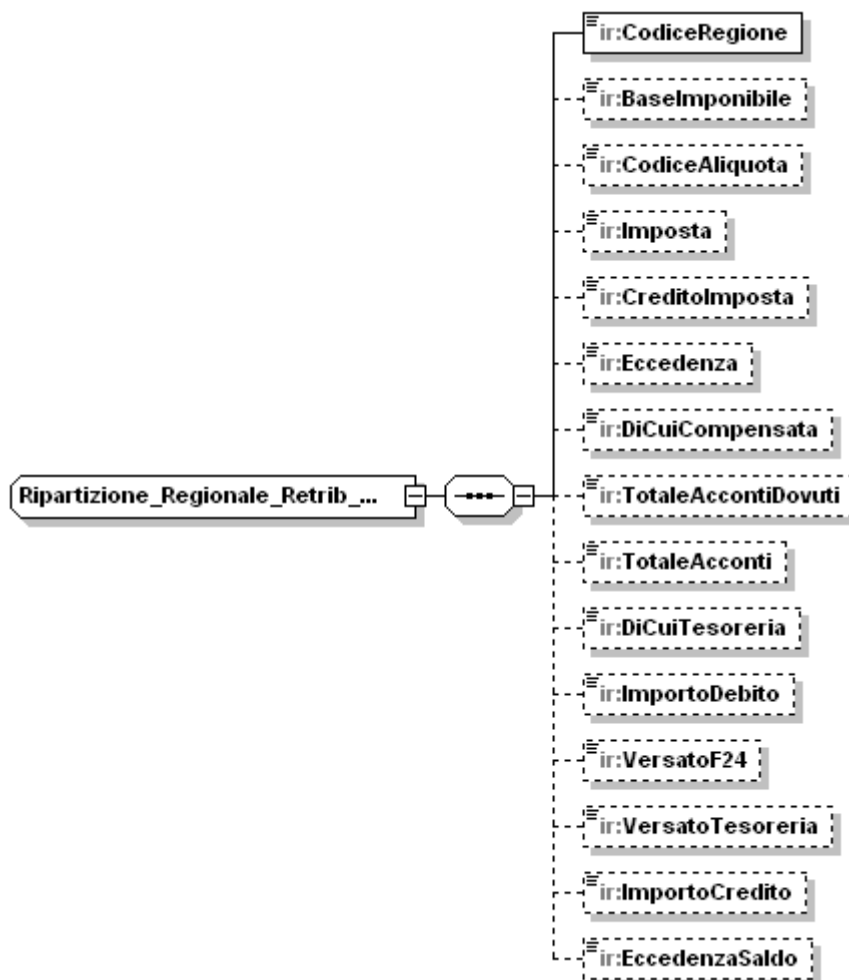 ir:CodiceRegione
ir:BaseImponibile
ir:CodiceAliquota
ir:Imposta
ir:CreditoImposta
ir:Eccedenza
ir:DiCuiCompensata
Ripartizione_Regionale_Retrib_...
ir:TotaleAccontiDovuti
ir:TotaleAcconti
ir:DiCuiTesoreria
ir:ImportoDebito
ir:VersatoF24
ir:VersatoTesoreria
ir:ImportoCredito
ir:EccedenzaSaldo